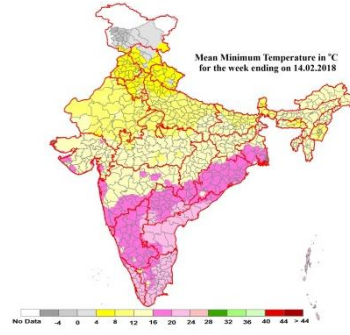 Mean Minimum Temperature in °C
for the week ending on 14.02.2018
No Data -4 0 4 8 12 16 20 24 28 32 36 40 44 > 44